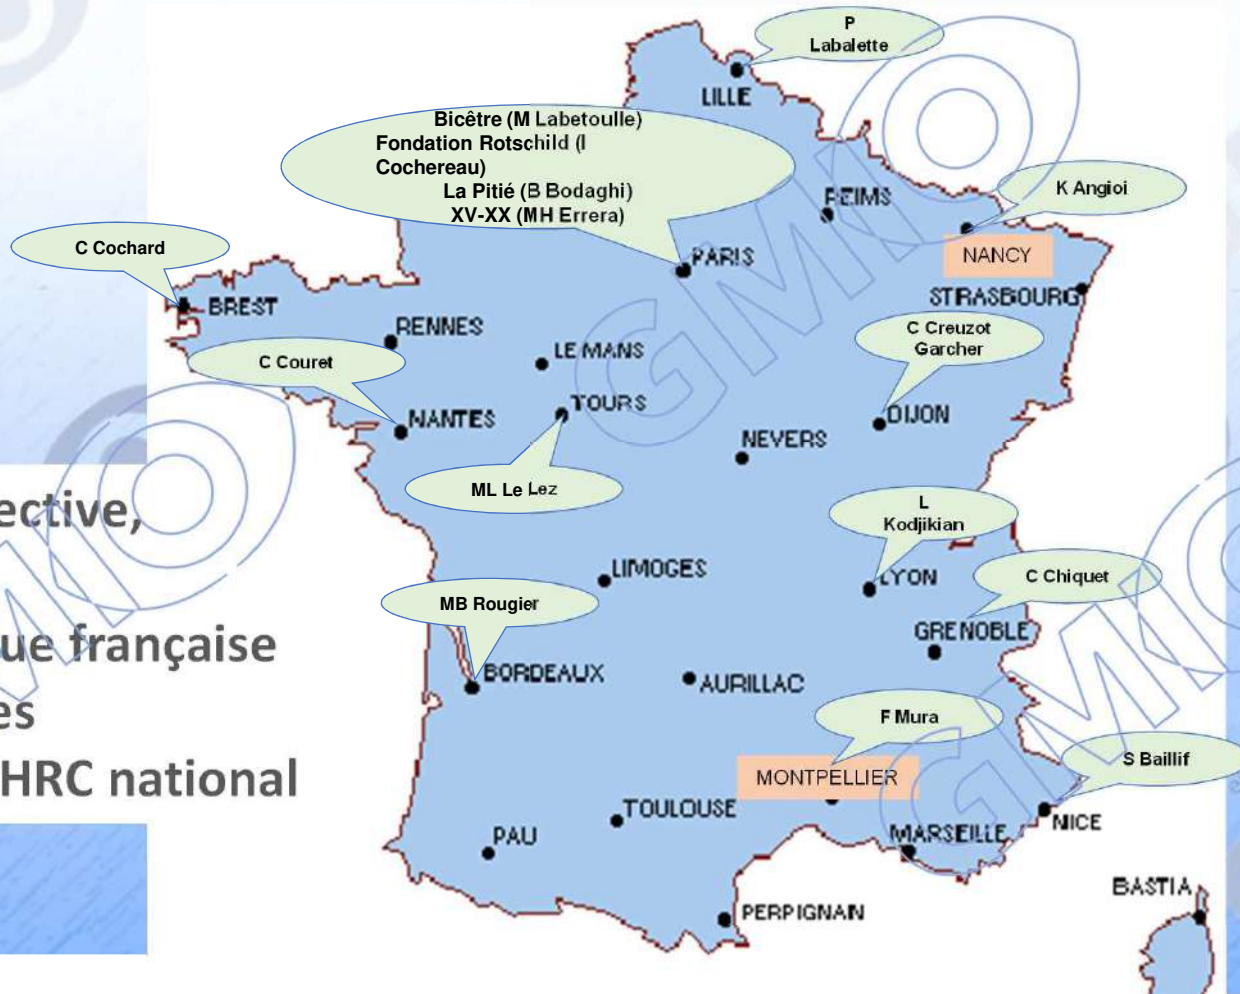 P
Labalette
LILLE
Bicêtre (M Labetoulle)
Fondation Rotschild (I
Cochereau)
La Pitié (B Bodaghi)
XV-XX (MH Errera)
REIMS
K Angioi
C Cochard
PARIS
NANCY
BREST
STRASBOURG
RENNES
C Creuzot
Garcher
C Couret
LE MANS
NANTES
TOURS
DIJON
NEVERS
ML Le Lez
L
Kodjikian
ective,
LIMOGES
LYON
C Chiquet
MB Rougier
GRENOBLE
ue française
BORDEAUX
AURILLAC
es
F Mura
HRC national
S Baillif
MONTPELLIER
TOULOUSE
NICE
PAU
MARSEILLE
BASTIA
PERPIGNAN
GMIO
GMIO
GMIO